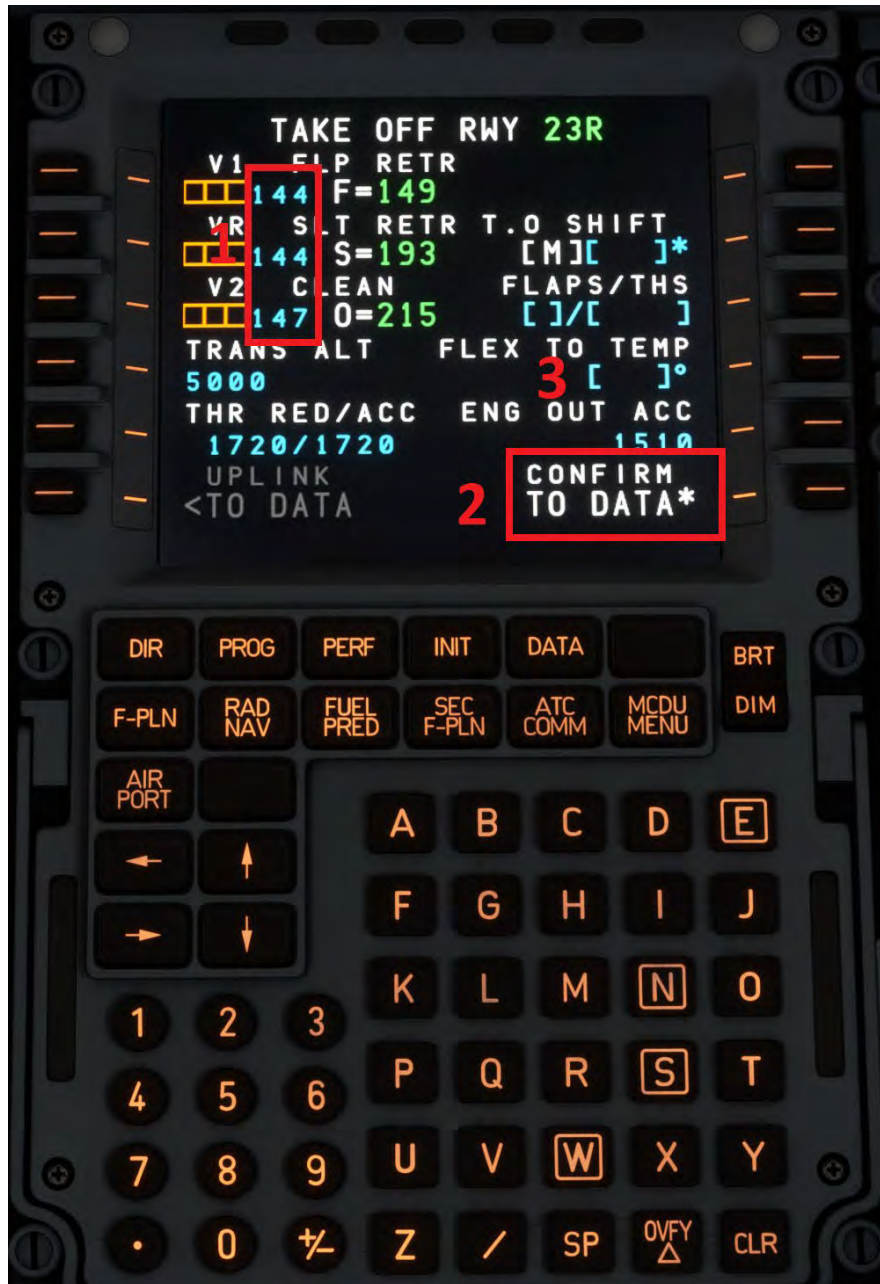 TAKE OFF RWY 23R
V1 FLP RETR
144 F=149
VR SLT RETR T.O SHIFT
1
144 S=193 [M][ ]*
V2 CLEAN FLAPS/THS
147 O=215 [ ]/[ ]
TRANS ALT FLEX TO TEMP
5000 3 [ ]°
THR RED/ACC ENG OUT ACC
1720/1720 1510
UPLINK CONFIRM
<TO DATA 2 TO DATA*
DIR PROG PERF INIT DATA BRT
F-PLN RAD NAV FUEL PRED SEC F-PLN ATC COMM MCDU MENU DIM
AIR PORT
← ↑ A B C D E
→ ↓ F G H I J
K L M N O
1 2 3
P Q R S T
4 5 6
U V W X Y
7 8 9
. 0 +/- Z / SP OVFY △ CLR